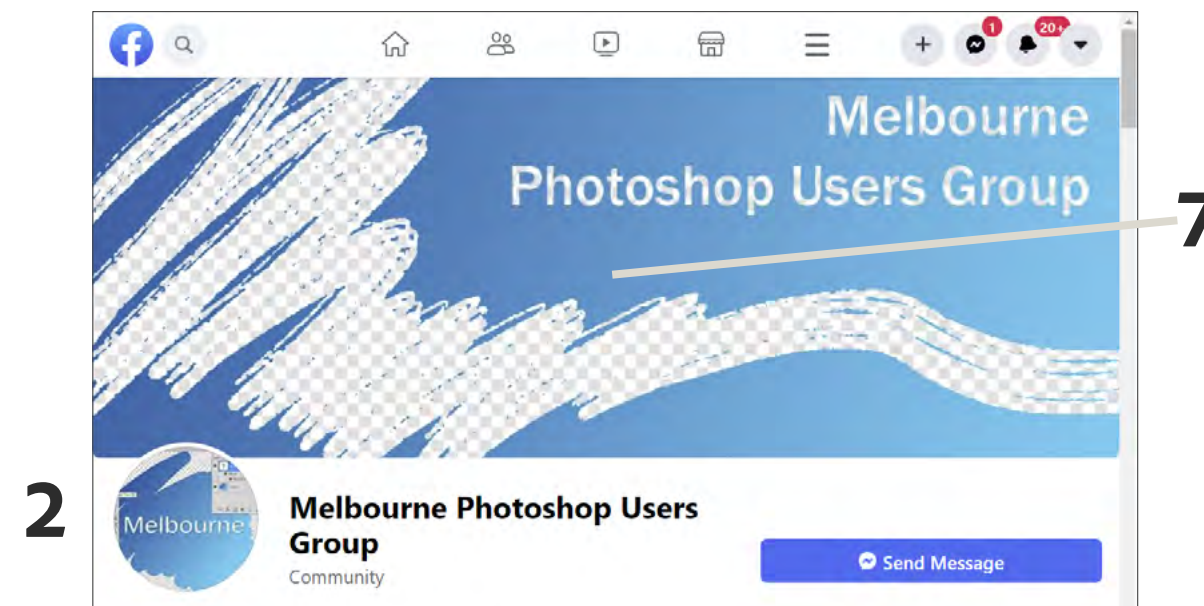 1
20+
Melbourne
Photoshop Users Group
7
2
Melbourne
Melbourne Photoshop Users
Group
Community
Send Message